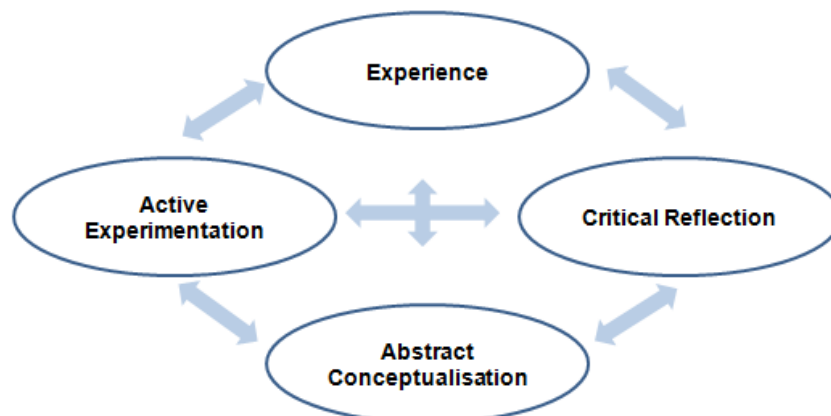 Experience
Active
Experimentation
Critical Reflection
Abstract
Conceptualisation